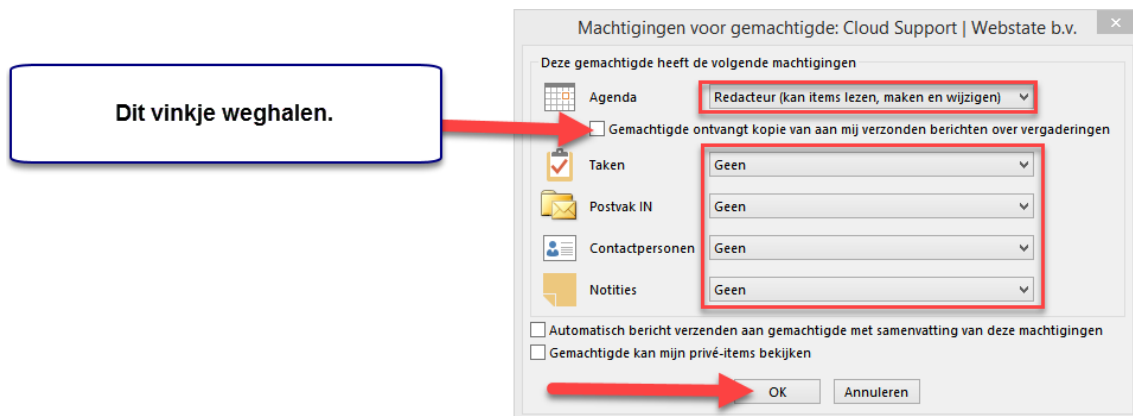 Machtigingen voor gemachtigde: Cloud Support | Webstate b.v.
Deze gemachtigde heeft de volgende machtigingen
Dit vinkje weghalen.
Agenda Redacteur (kan items lezen, maken en wijzigen)
Gemachtigde ontvangt kopie van aan mij verzonden berichten over vergaderingen
Taken Geen
Postvak IN Geen
Contactpersonen Geen
Notities Geen
Automatisch bericht verzenden aan gemachtigde met samenvatting van deze machtigingen
Gemachtigde kan mijn privé-items bekijken
OK Annuleren